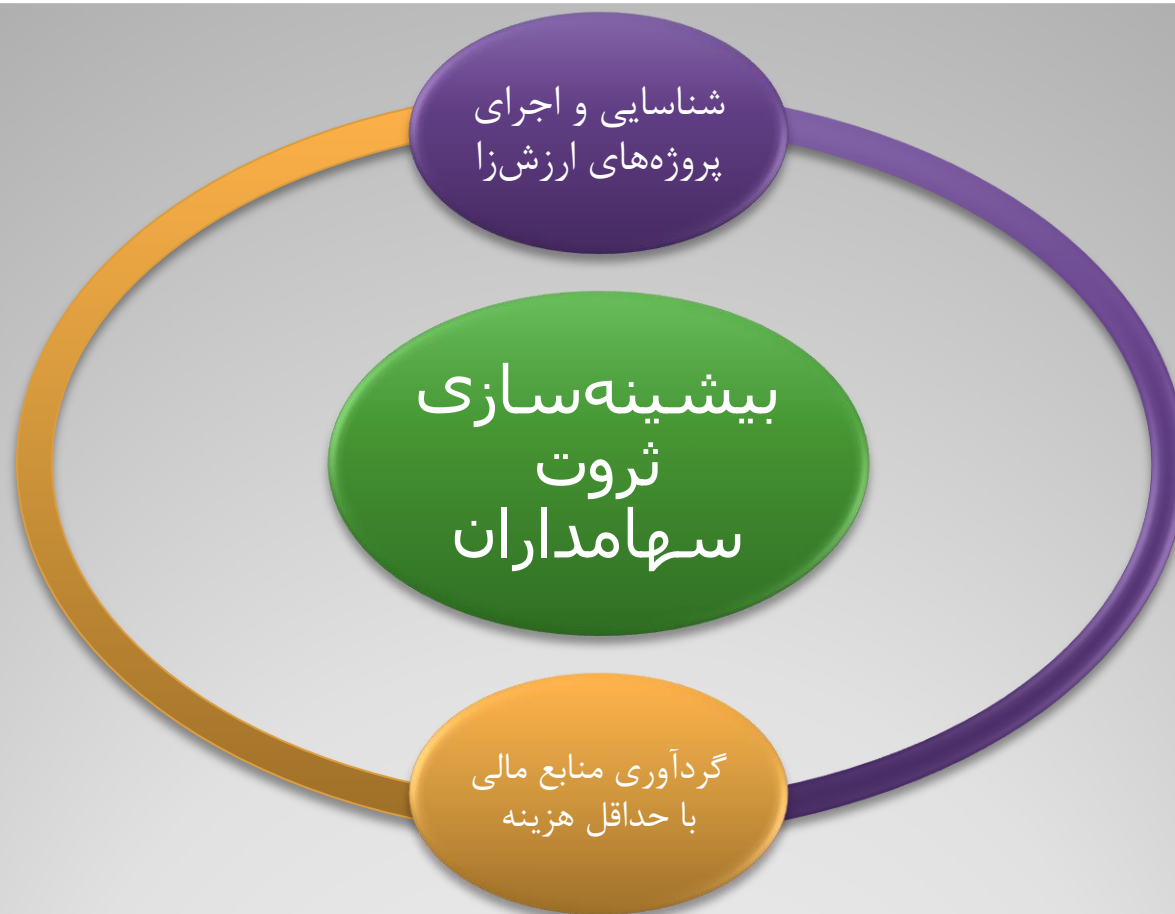 شناسایی و اجرای
پروژه‌های ارزش‌زا
بیشینه‌سازی
ثروت
سهامداران
گردآوری منابع مالی
با حداقل هزینه